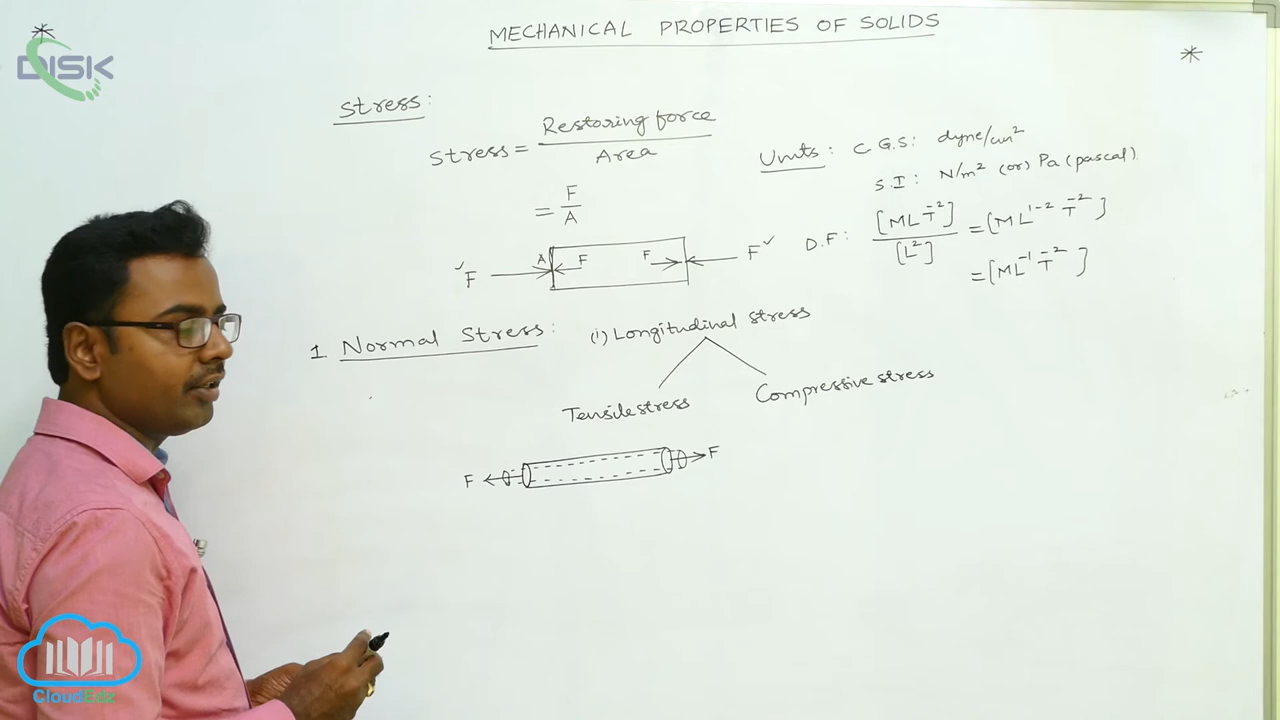 MECHANICAL PROPERTIES OF SOLIDS
DISK
Stress:
Stress = Restoring force / Area
= F / A
Units: C G.S: dyne/cm²
S.I: N/m² (or) Pa (pascal).
D.F: [MLT⁻²] / [L²] = [ML¹⁻² T⁻²]
= [ML⁻¹ T⁻²]
F A F F F
1. Normal Stress: (i) Longitudinal stress
Tensile stress Compressive stress
F F
CloudEdz